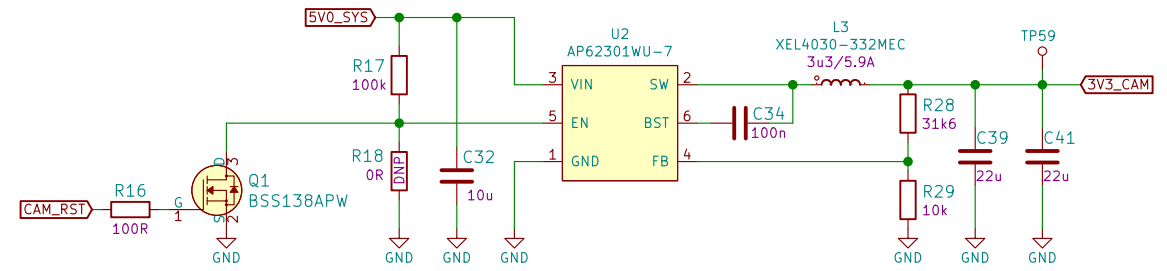 5V0_SYS
R17
100k
R18
0R
DNP
C32
10u
CAM_RST
R16
100R
G
1
D
3
S
2
Q1
BSS138APW
GND
GND
GND
GND
U2
AP62301WU-7
3
VIN
5
EN
1
GND
SW
2
BST
6
FB
4
C34
100n
L3
XEL4030-332MEC
3u3/5.9A
R28
31k6
R29
10k
C39
22u
C41
22u
TP59
3V3_CAM
GND
GND
GND